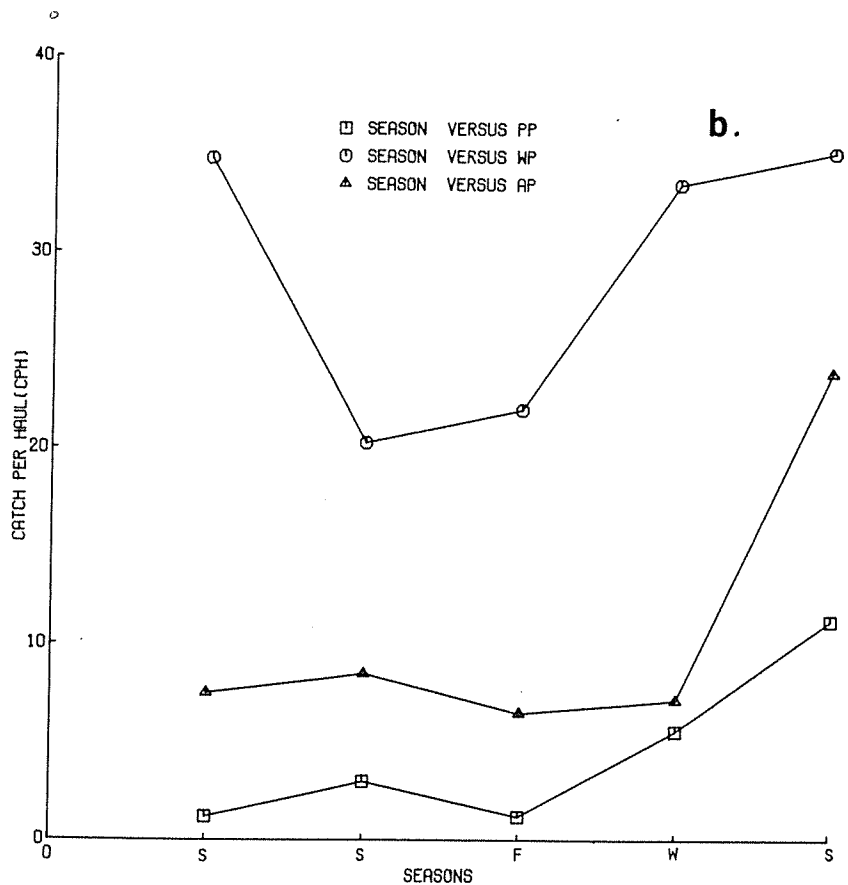 40
b.
SEASON VERSUS PP
SEASON VERSUS WP
SEASON VERSUS AP
30
CATCH PER HAUL(CPH)
20
10
0
0 S S F W S
SEASONS